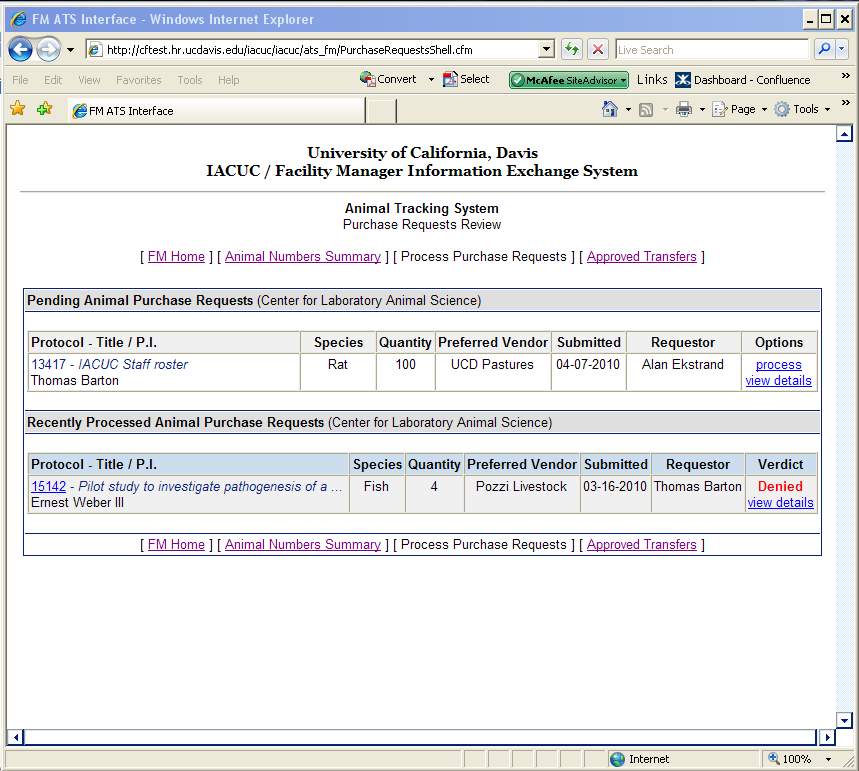 FM ATS Interface - Windows Internet Explorer
http://cftest.hr.ucdavis.edu/iacuc/iacuc/ats_fm/PurchaseRequestsShell.cfm Live Search
File Edit View Favorites Tools Help Convert Select McAfee SiteAdvisor Links Dashboard - Confluence »
FM ATS Interface Page Tools »
University of California, Davis
IACUC / Facility Manager Information Exchange System
Animal Tracking System
Purchase Requests Review
[ FM Home ] [ Animal Numbers Summary ] [ Process Purchase Requests ] [ Approved Transfers ]
Pending Animal Purchase Requests (Center for Laboratory Animal Science)
Protocol - Title / P.I. Species Quantity Preferred Vendor Submitted Requestor Options
13417 - IACUC Staff roster Rat 100 UCD Pastures 04-07-2010 Alan Ekstrand process
Thomas Barton view details
Recently Processed Animal Purchase Requests (Center for Laboratory Animal Science)
Protocol - Title / P.I. Species Quantity Preferred Vendor Submitted Requestor Verdict
15142 - Pilot study to investigate pathogenesis of a ... Fish 4 Pozzi Livestock 03-16-2010 Thomas Barton Denied
Ernest Weber III view details
[ FM Home ] [ Animal Numbers Summary ] [ Process Purchase Requests ] [ Approved Transfers ]
Internet 100%